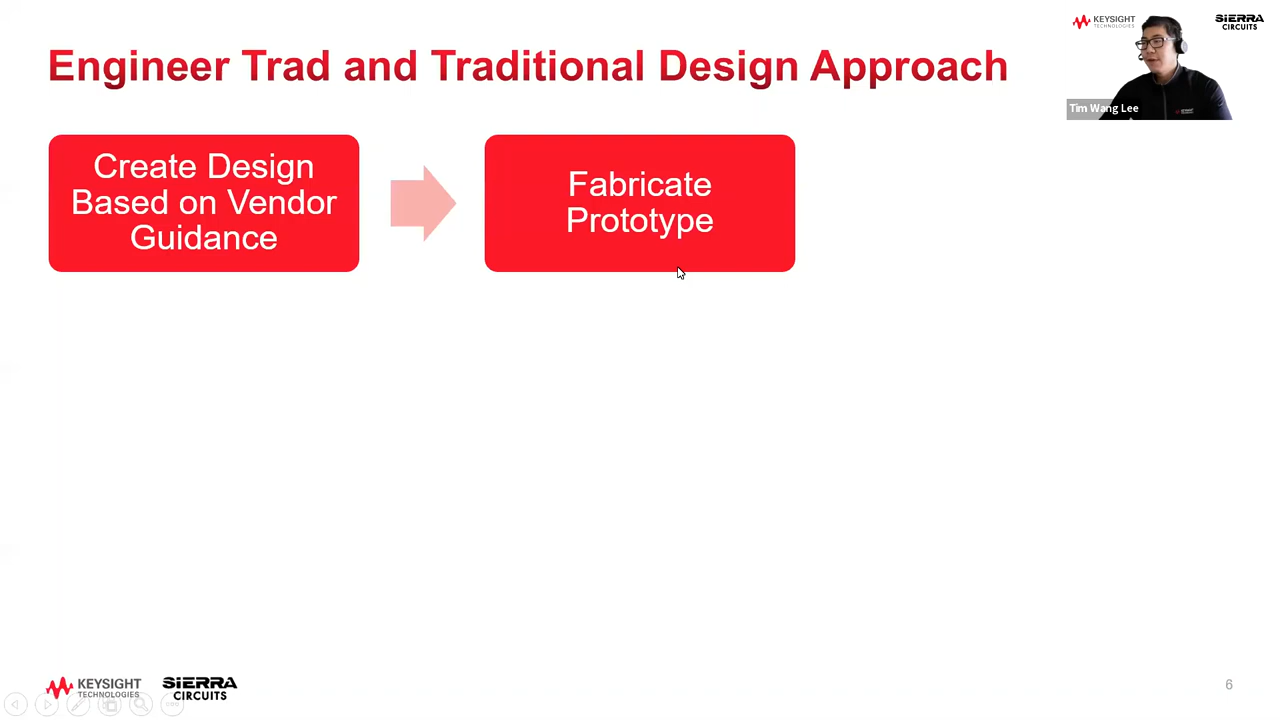 KEYSIGHT
TECHNOLOGIES
SIERRA
CIRCUITS
Engineer Trad and Traditional Design Approach
Tim Wang Lee
Create Design
Based on Vendor
Guidance
Fabricate
Prototype
KEYSIGHT
TECHNOLOGIES
SIERRA
CIRCUITS
6